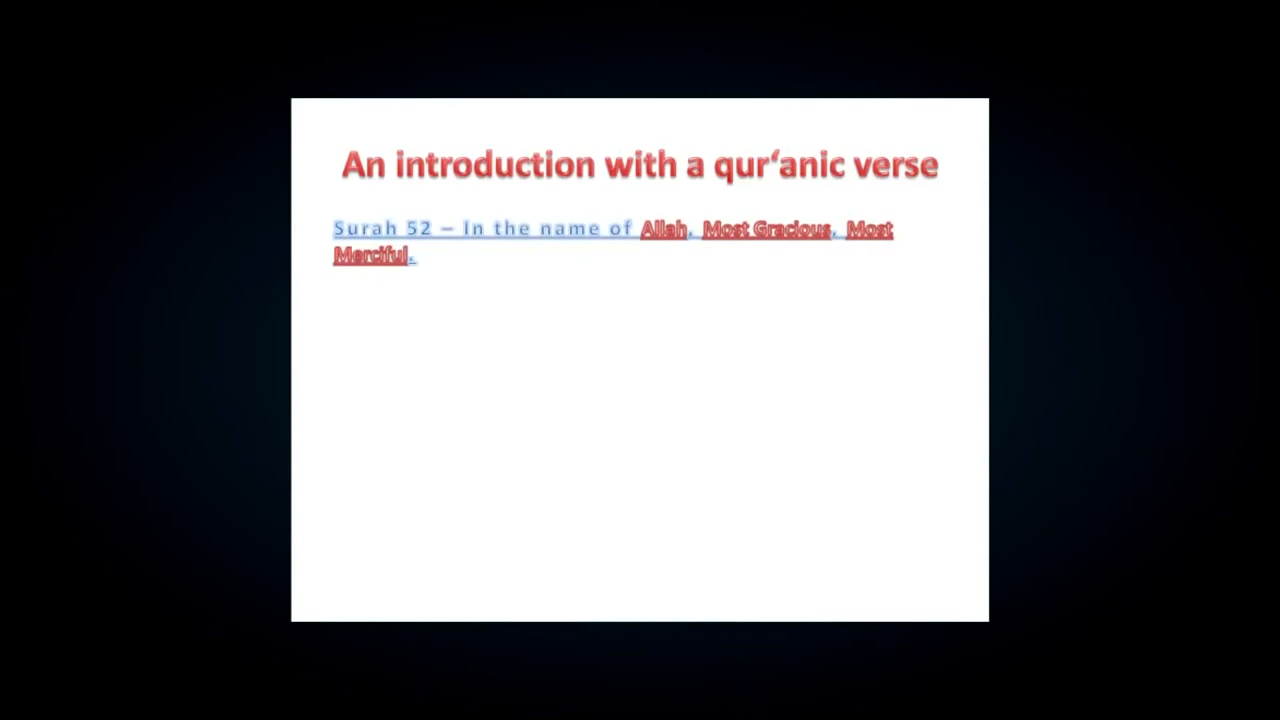 An introduction with a qur‘anic verse
Surah 52 – In the name of Allah, Most Gracious, Most
Merciful.